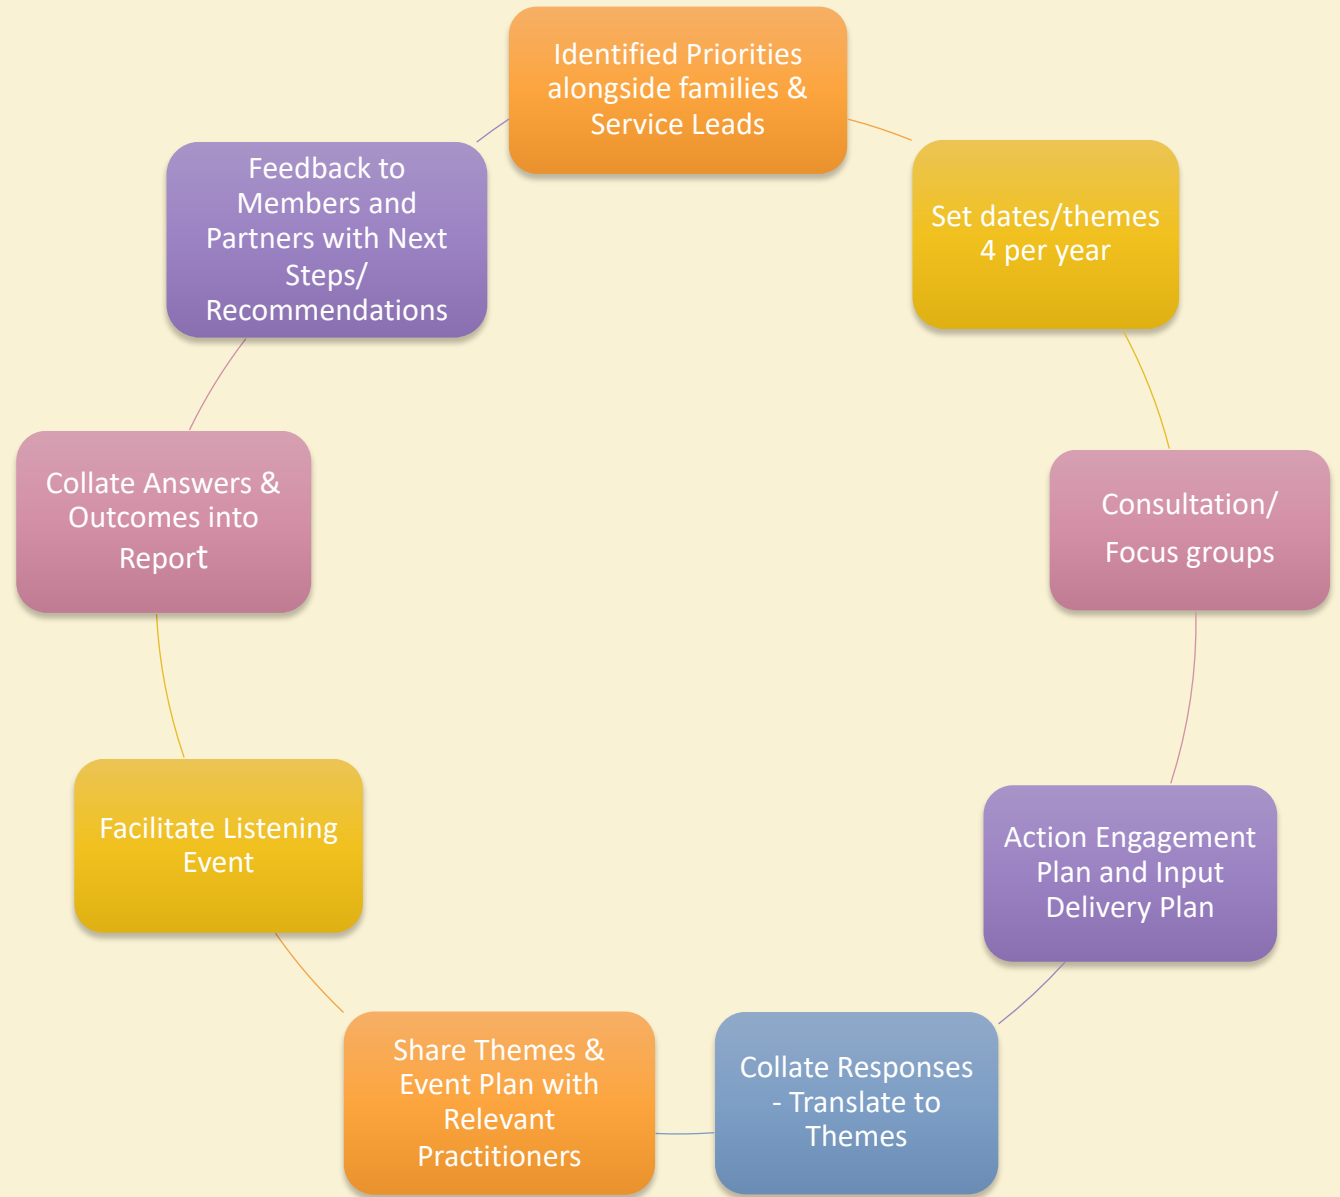 Identified Priorities
alongside families &
Service Leads
Set dates/themes
4 per year
Consultation/
Focus groups
Action Engagement
Plan and Input
Delivery Plan
Collate Responses
- Translate to
Themes
Share Themes &
Event Plan with
Relevant
Practitioners
Facilitate Listening
Event
Collate Answers &
Outcomes into
Report
Feedback to
Members and
Partners with Next
Steps/
Recommendations